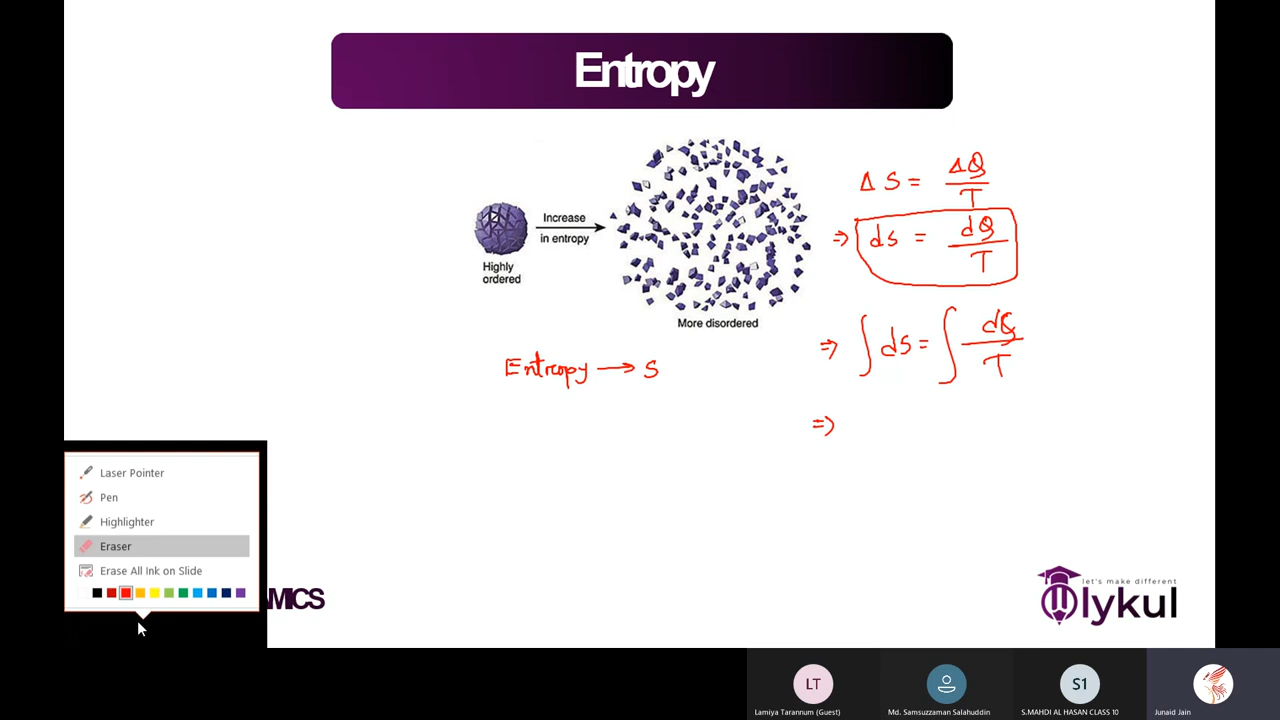 Entropy
Increase
in entropy
Highly
ordered
More disordered
Δ S = ΔQ/T
⇒ ds = dQ/T
⇒ ∫ ds = ∫ dQ/T
⇒
Entropy → S
Laser Pointer
Pen
Highlighter
Eraser
Erase All Ink on Slide
MICS
let's make different
lykul
LT
S1
Lamiya Tarannum (Guest)
Md. Samsuzzaman Salahuddin
S.MAHDI AL HASAN CLASS 10
Junaid Jain